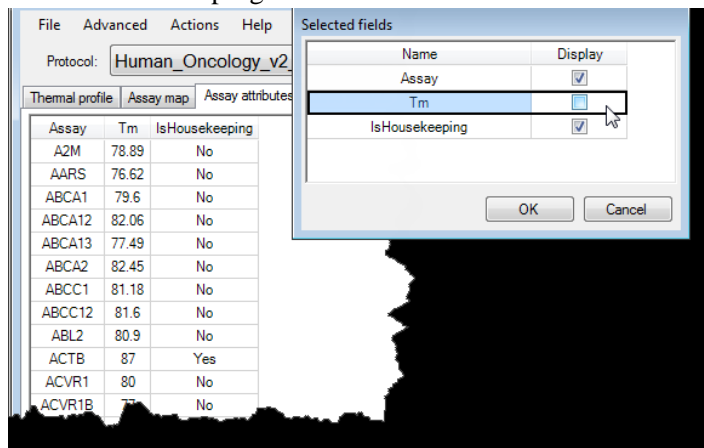 File Advanced Actions Help
Protocol: Human_Oncology_v2_
Thermal profile Assay map Assay attributes
Assay Tm IsHousekeeping
A2M 78.89 No
AARS 76.62 No
ABCA1 79.6 No
ABCA12 82.06 No
ABCA13 77.49 No
ABCA2 82.45 No
ABCC1 81.18 No
ABCC12 81.6 No
ABL2 80.9 No
ACTB 87 Yes
ACVR1 80 No
ACVR1B No
Selected fields
Name Display
Assay
Tm
IsHousekeeping
OK Cancel